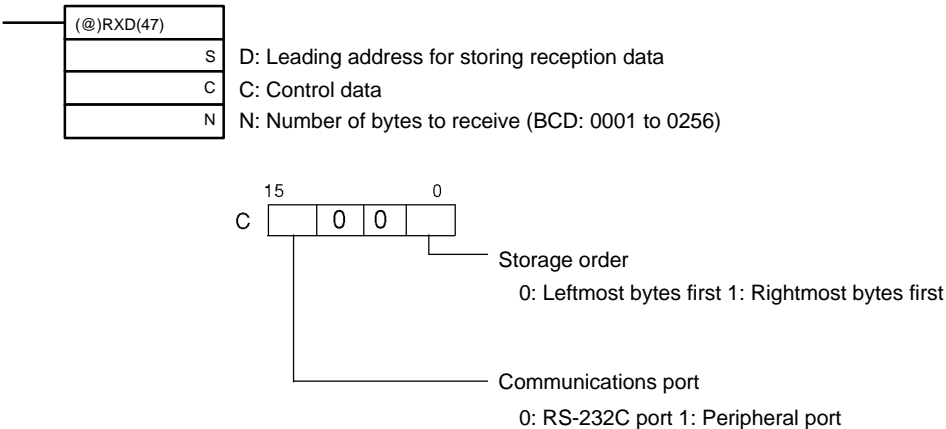 (@)RXD(47)
S D: Leading address for storing reception data
C C: Control data
N N: Number of bytes to receive (BCD: 0001 to 0256)
15 0
C 0 0
Storage order
0: Leftmost bytes first 1: Rightmost bytes first
Communications port
0: RS-232C port 1: Peripheral port